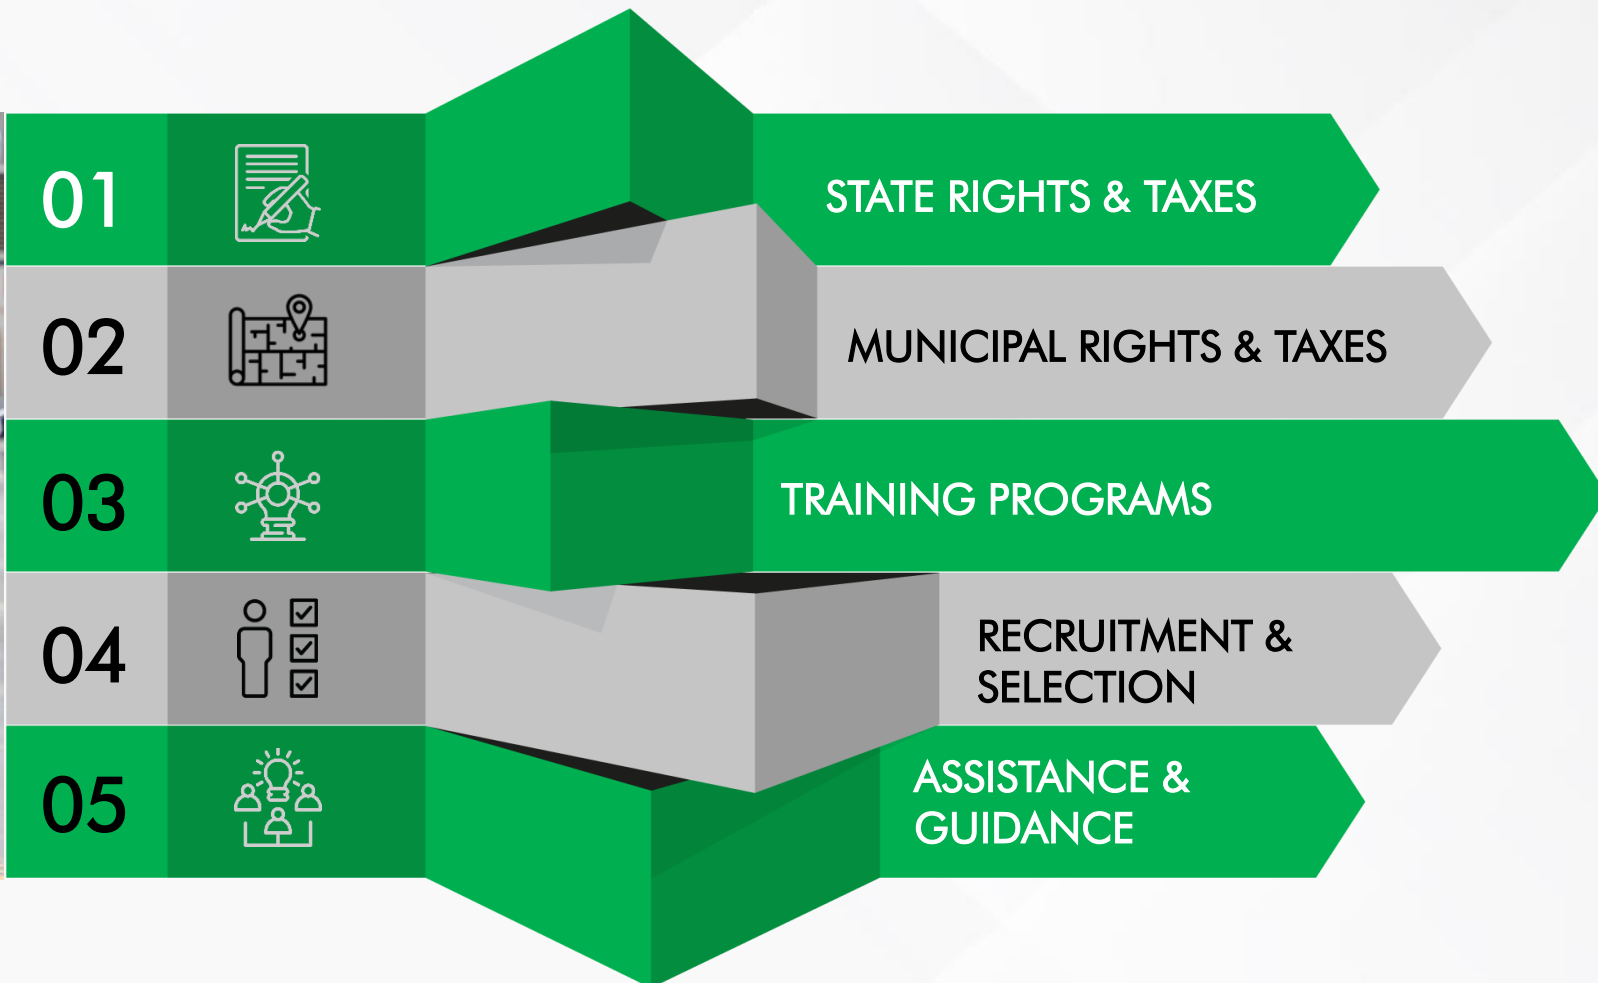 01
STATE RIGHTS & TAXES
02
MUNICIPAL RIGHTS & TAXES
03
TRAINING PROGRAMS
04
RECRUITMENT &
SELECTION
05
ASSISTANCE &
GUIDANCE